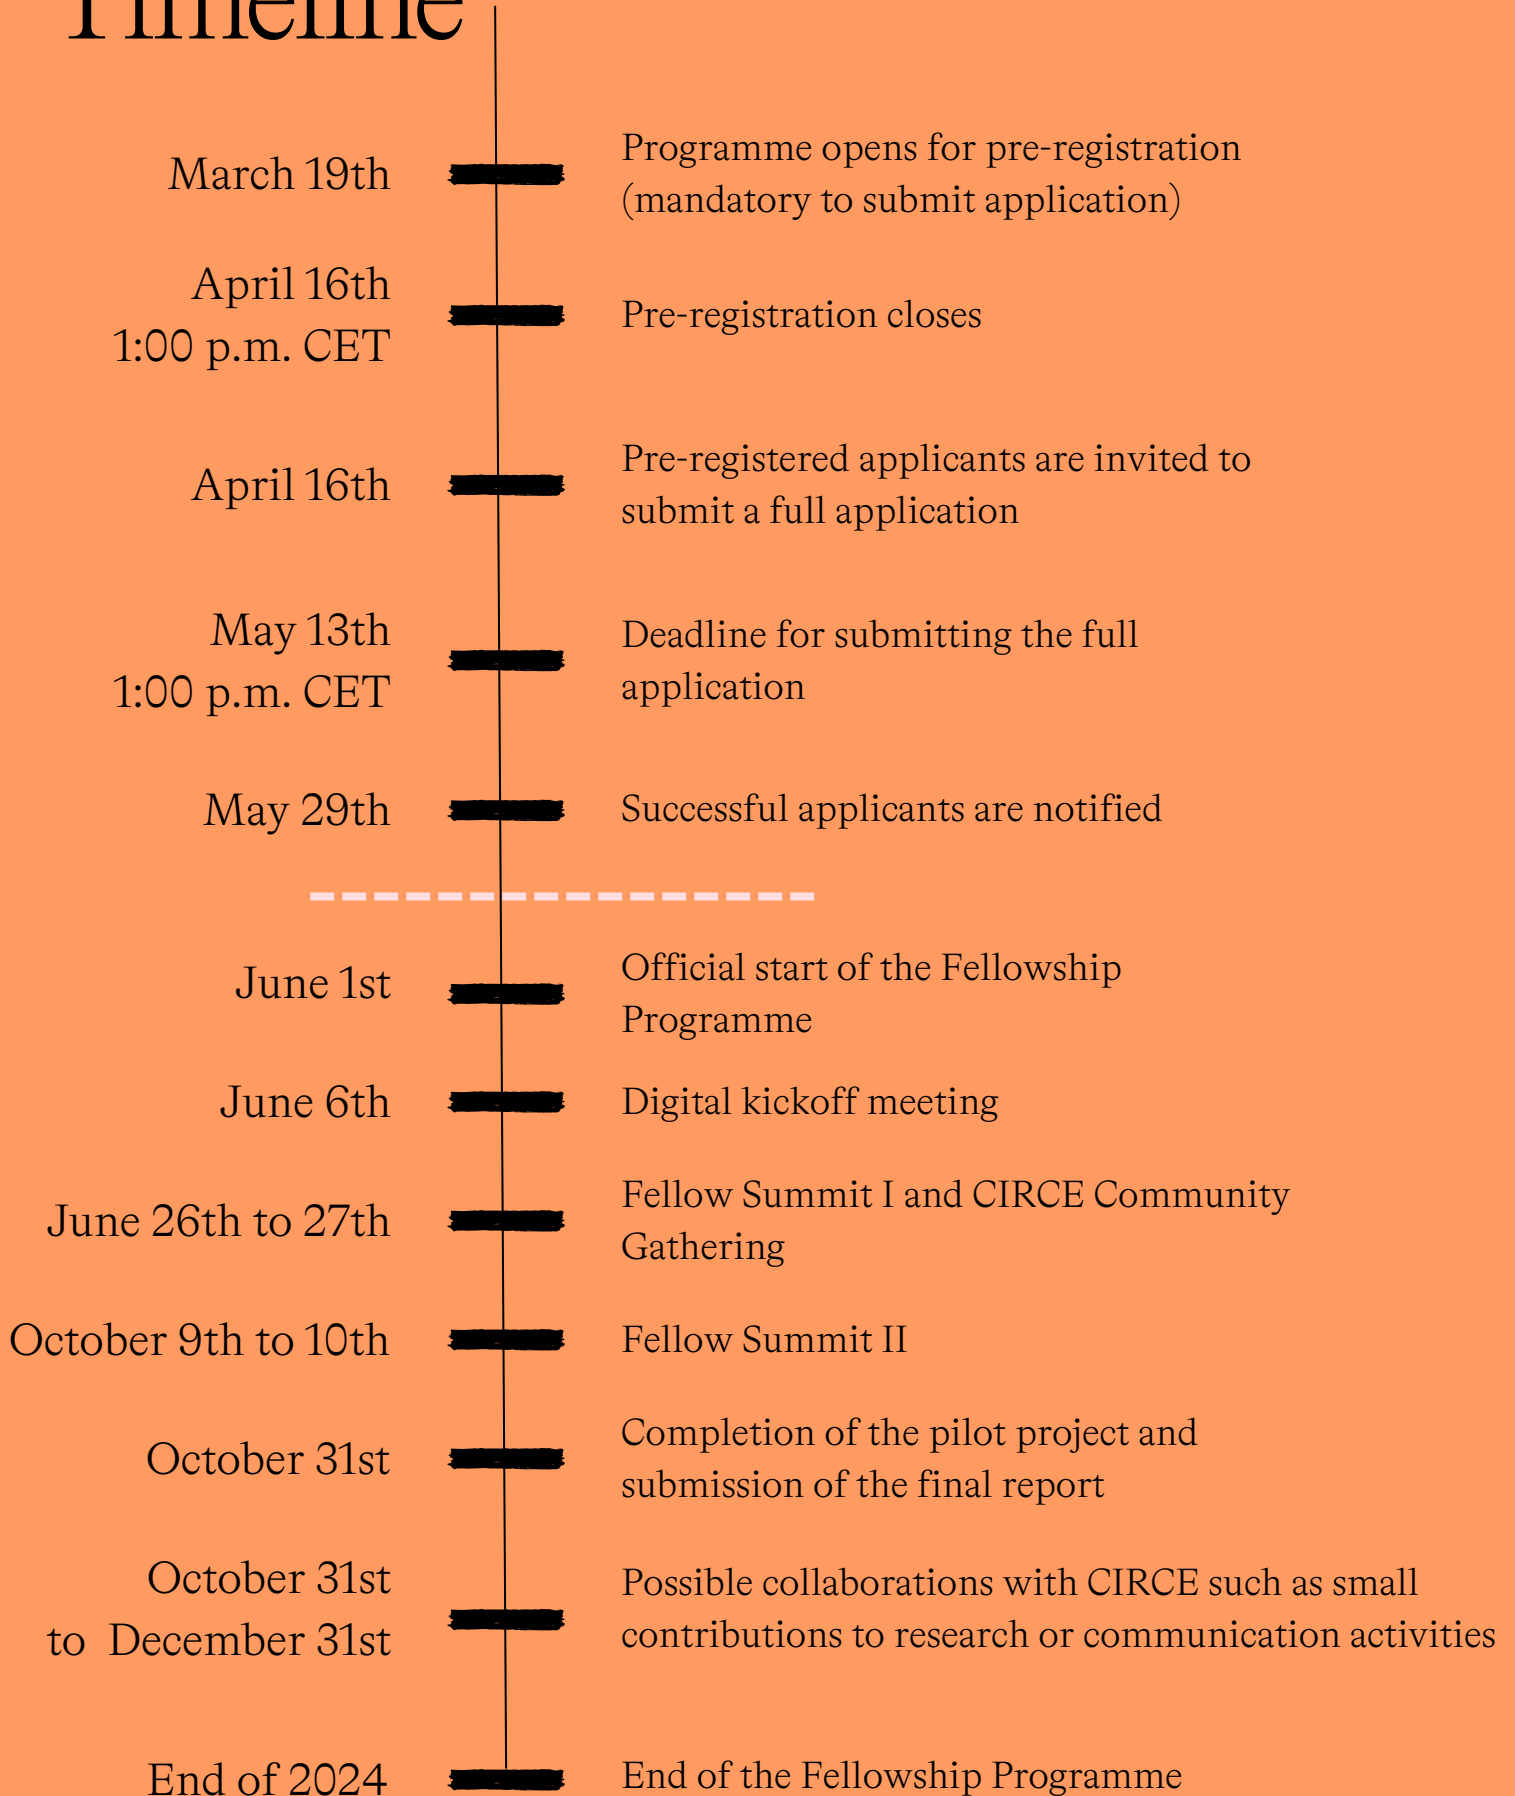 Timeline
March 19th
Programme opens for pre-registration
(mandatory to submit application)
April 16th
1:00 p.m. CET
Pre-registration closes
April 16th
Pre-registered applicants are invited to
submit a full application
May 13th
1:00 p.m. CET
Deadline for submitting the full
application
May 29th
Successful applicants are notified
June 1st
Official start of the Fellowship
Programme
June 6th
Digital kickoff meeting
June 26th to 27th
Fellow Summit I and CIRCE Community
Gathering
October 9th to 10th
Fellow Summit II
October 31st
Completion of the pilot project and
submission of the final report
October 31st
to December 31st
Possible collaborations with CIRCE such as small
contributions to research or communication activities
End of 2024
End of the Fellowship Programme